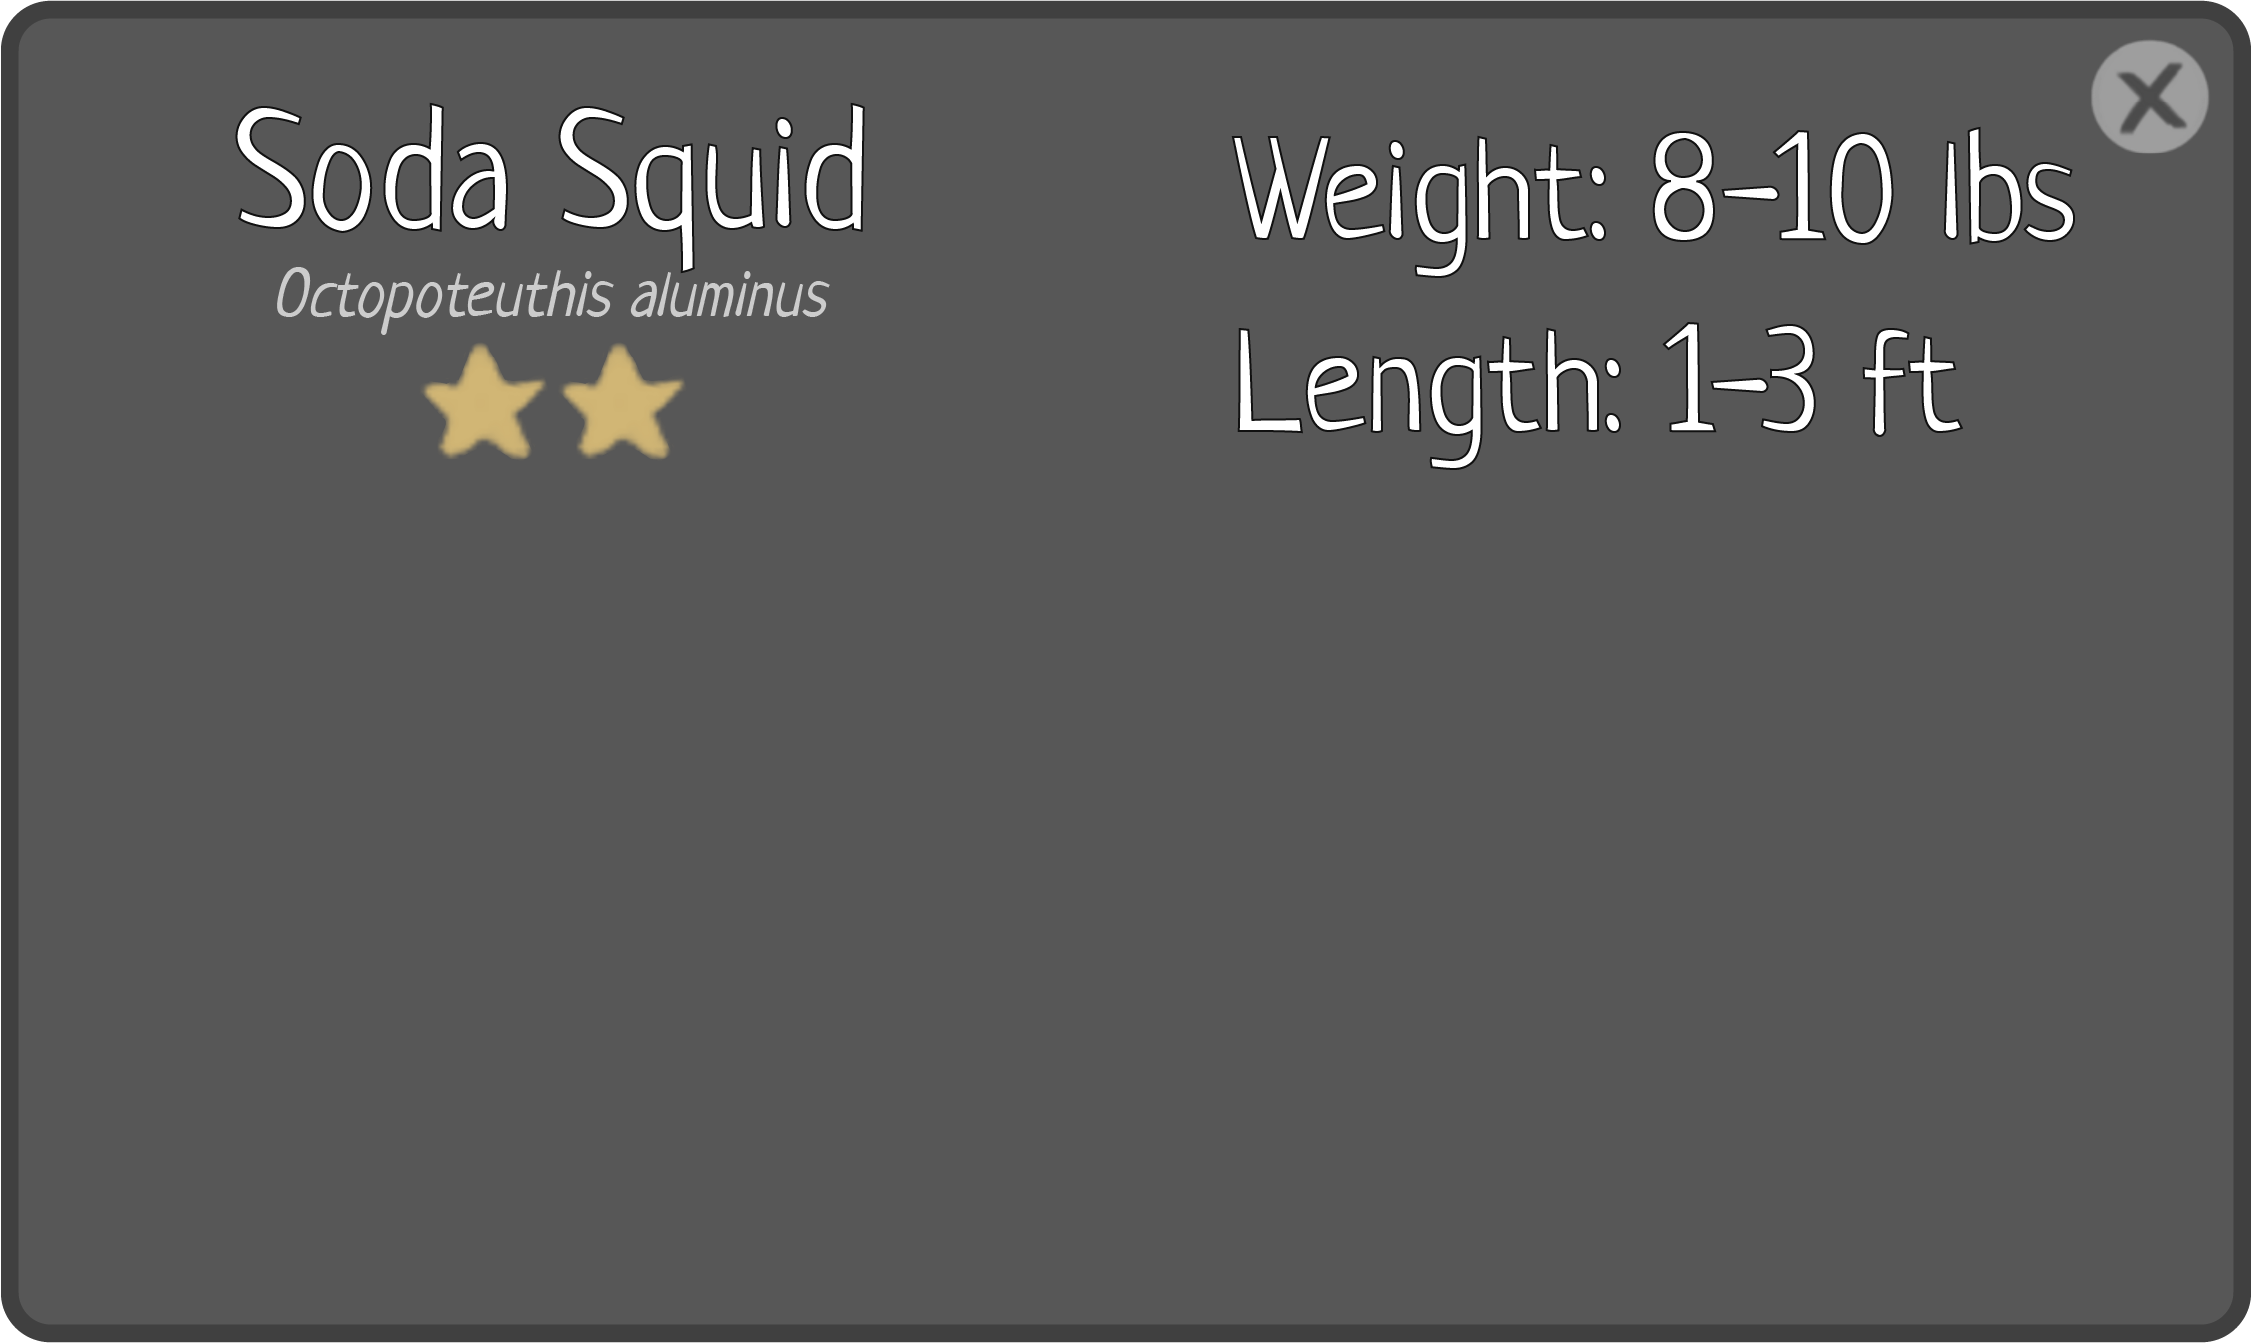 Soda Squid
Octopoteuthis aluminus
Weight: 8-10 lbs
Length: 1-3 ft
X